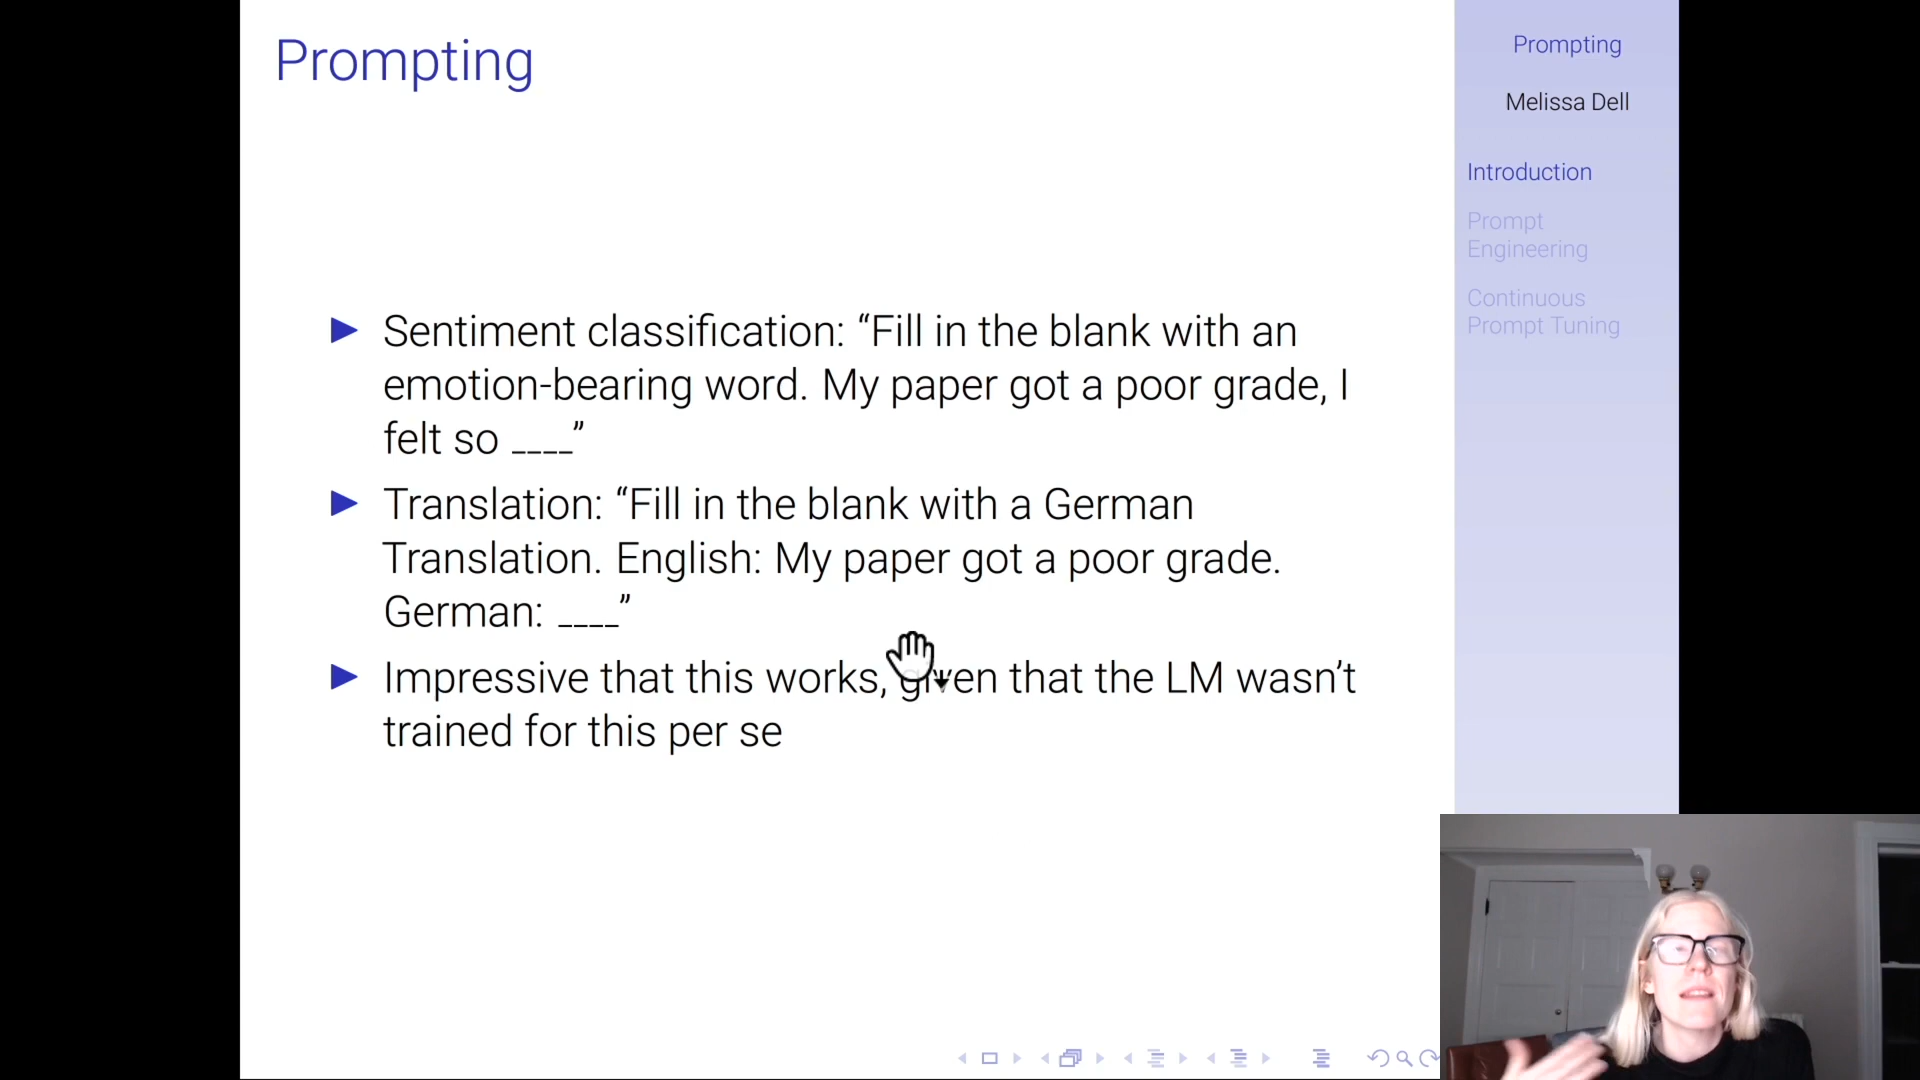 Prompting
Sentiment classification: “Fill in the blank with an
emotion-bearing word. My paper got a poor grade, I
felt so ____”
Translation: “Fill in the blank with a German
Translation. English: My paper got a poor grade.
German: ____”
Impressive that this works, given that the LM wasn’t
trained for this per se
Prompting
Melissa Dell
Introduction
Prompt
Engineering
Continuous
Prompt Tuning